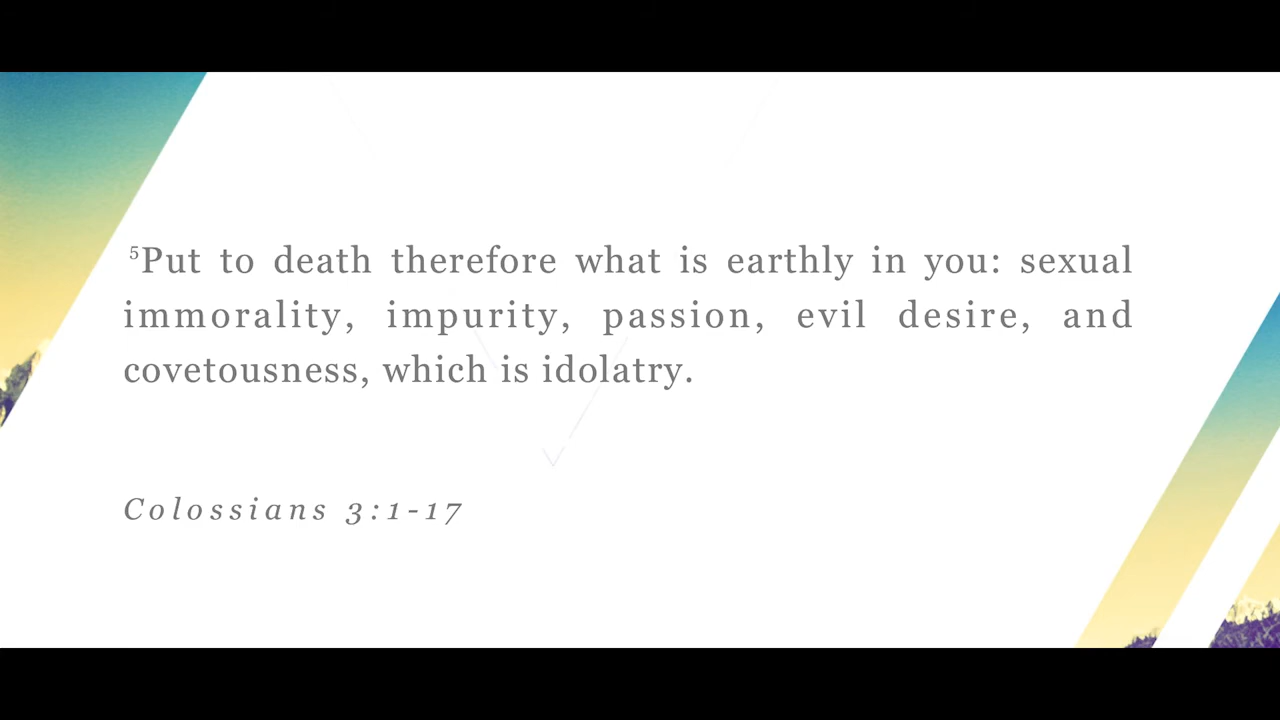 ⁵Put to death therefore what is earthly in you: sexual
immorality, impurity, passion, evil desire, and
covetousness, which is idolatry.
Colossians 3:1-17